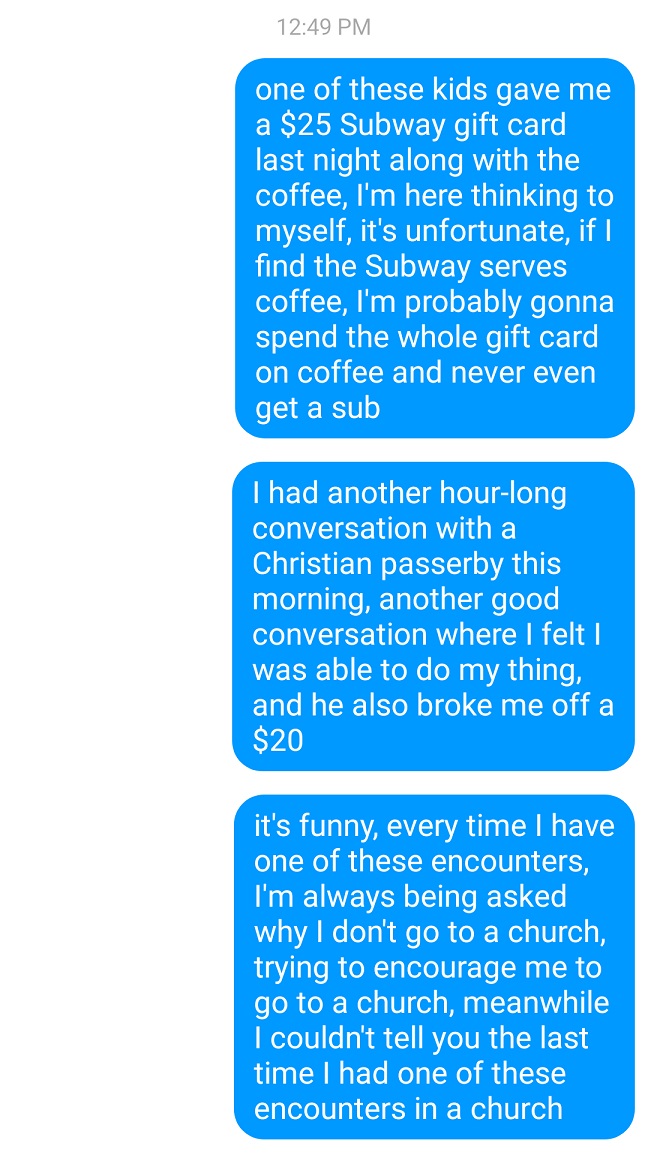 12:49 PM
one of these kids gave me
a $25 Subway gift card
last night along with the
coffee, I'm here thinking to
myself, it's unfortunate, if I
find the Subway serves
coffee, I'm probably gonna
spend the whole gift card
on coffee and never even
get a sub
I had another hour-long
conversation with a
Christian passerby this
morning, another good
conversation where I felt I
was able to do my thing,
and he also broke me off a
$20
it's funny, every time I have
one of these encounters,
I'm always being asked
why I don't go to a church,
trying to encourage me to
go to a church, meanwhile
I couldn't tell you the last
time I had one of these
encounters in a church